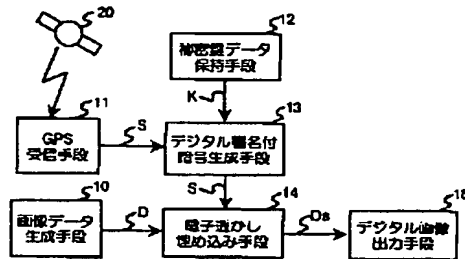 20
12
秘密鍵データ
保持手段
11
K
13
GPS
受信手段
S
デジタル署名付
暗号生成手段
10
S
14
18
画像データ
生成手段
D
電子透かし
埋め込み手段
Ds
デジタル画像
出力手段